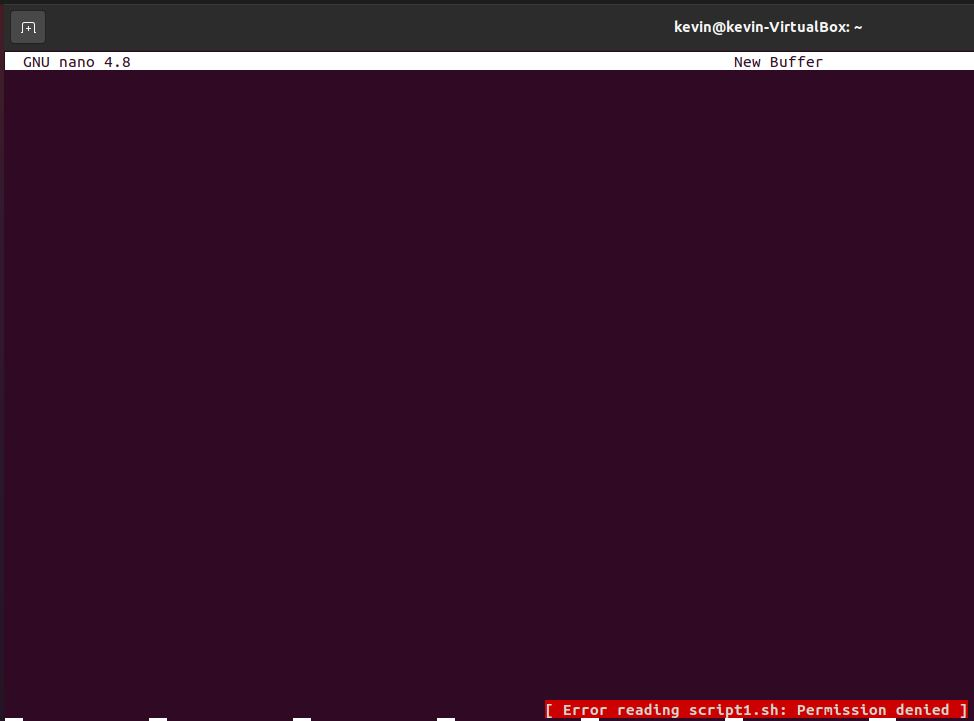 kevin@kevin-VirtualBox: ~
GNU nano 4.8 New Buffer
[ Error reading script1.sh: Permission denied ]